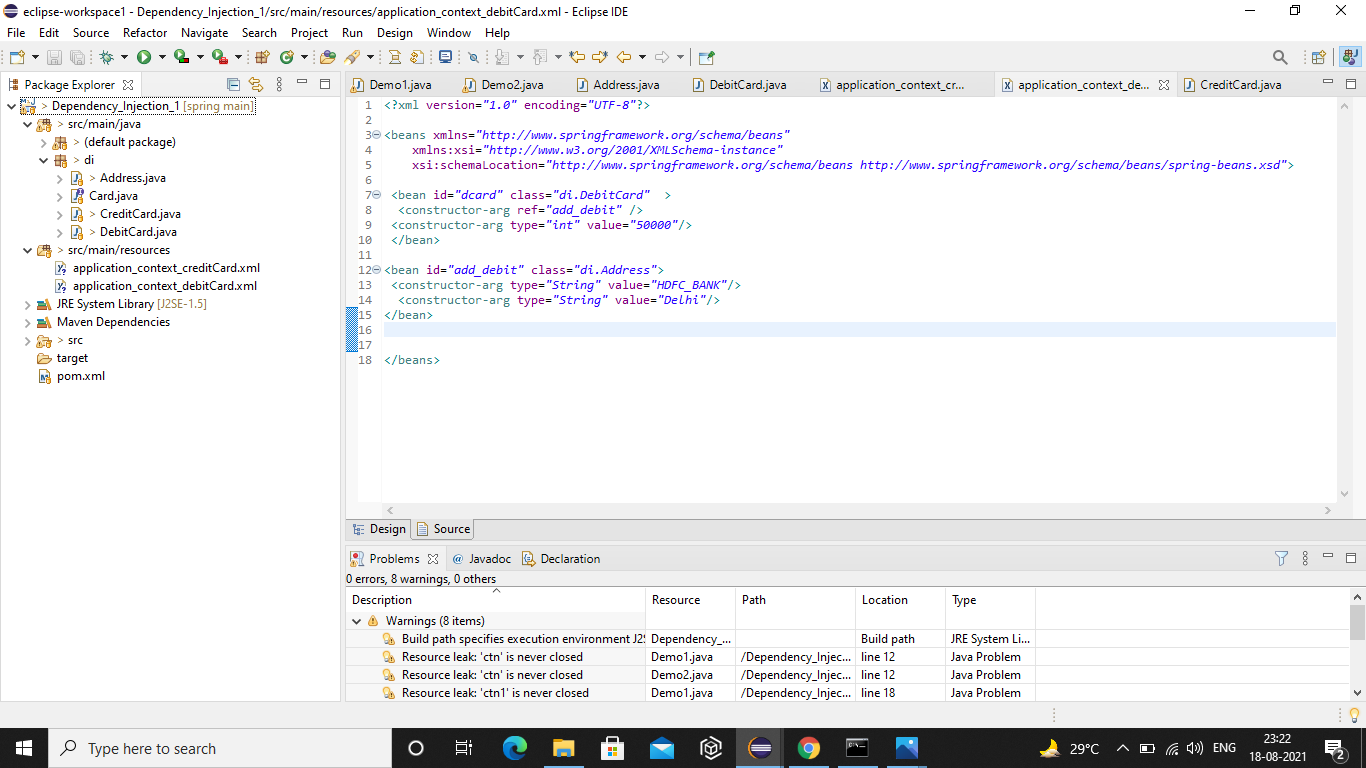 eclipse-workspace1 - Dependency_Injection_1/src/main/resources/application_context_debitCard.xml - Eclipse IDE
File Edit Source Refactor Navigate Search Project Run Design Window Help
Package Explorer
Dependency_Injection_1 [spring main]
src/main/java
(default package)
di
Address.java
Card.java
CreditCard.java
DebitCard.java
src/main/resources
application_context_creditCard.xml
application_context_debitCard.xml
JRE System Library [J2SE-1.5]
Maven Dependencies
src
target
pom.xml
Demo1.java Demo2.java Address.java DebitCard.java application_context_cr... application_context_de... CreditCard.java
1 <?xml version="1.0" encoding="UTF-8"?>
2
3 <beans xmlns="http://www.springframework.org/schema/beans"
4 xmlns:xsi="http://www.w3.org/2001/XMLSchema-instance"
5 xsi:schemaLocation="http://www.springframework.org/schema/beans http://www.springframework.org/schema/beans/spring-beans.xsd">
6
7 <bean id="dcard" class="di.DebitCard" >
8 <constructor-arg ref="add_debit" />
9 <constructor-arg type="int" value="50000"/>
10 </bean>
11
12 <bean id="add_debit" class="di.Address">
13 <constructor-arg type="String" value="HDFC_BANK"/>
14 <constructor-arg type="String" value="Delhi"/>
15 </bean>
16
17
18 </beans>
Design Source
Problems @ Javadoc Declaration
0 errors, 8 warnings, 0 others
Description Resource Path Location Type
Warnings (8 items)
Build path specifies execution environment J2S Dependency_... Build path JRE System Li...
Resource leak: 'ctn' is never closed Demo1.java /Dependency_Injec... line 12 Java Problem
Resource leak: 'ctn' is never closed Demo2.java /Dependency_Injec... line 12 Java Problem
Resource leak: 'ctn1' is never closed Demo1.java /Dependency_Injec... line 18 Java Problem
Type here to search
29°C
ENG
23:22
18-08-2021
2